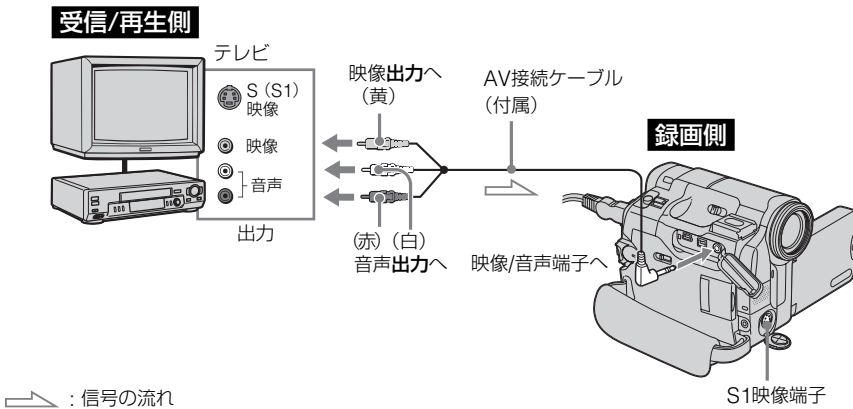 受信/再生側
テレビ
S（S1）
映像
映像
音声
出力
映像出力へ
（黄）
AV接続ケーブル
（付属）
録画側
（赤）（白）
音声出力へ
映像/音声端子へ
S1映像端子
：信号の流れ